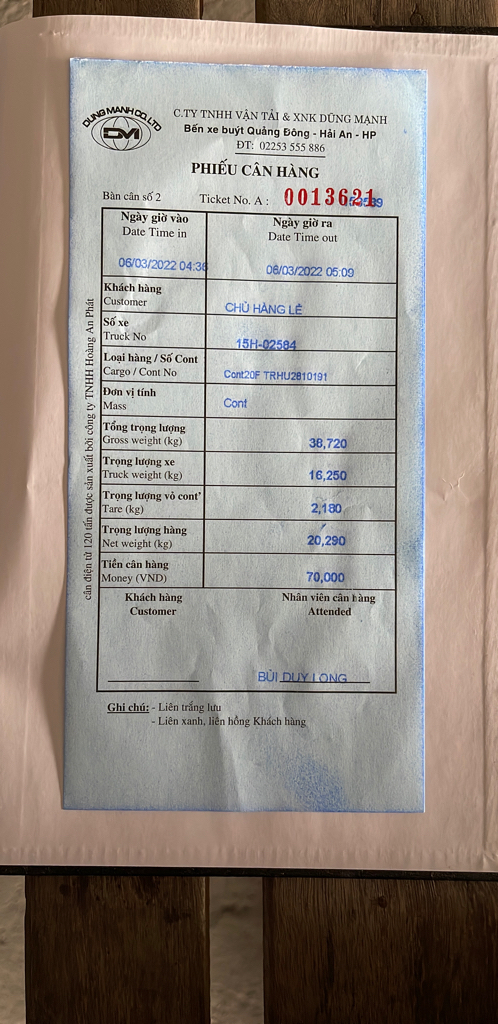 DUNG MANH CO.LTD
DM
C.TY TNHH VẬN TẢI & XNK DŨNG MẠNH
Bến xe buýt Quảng Đông - Hải An - HP
ĐT: 02253 555 886
PHIẾU CÂN HÀNG
Bàn cân số 2 Ticket No. A : 0013621
Ngày giờ vào Ngày giờ ra
Date Time in Date Time out
06/03/2022 04:36 06/03/2022 05:09
Khách hàng
Customer CHỦ HÀNG LẺ
Số xe
Truck No 15H-02584
Loại hàng / Số Cont
Cargo / Cont No Cont20F TRHU2810191
Đơn vị tính
Mass Cont
Tổng trọng lượng
Gross weight (kg) 38,720
Trọng lượng xe
Truck weight (kg) 16,250
Trọng lượng vỏ cont'
Tare (kg) 2,180
Trọng lượng hàng
Net weight (kg) 20,290
Tiền cân hàng
Money (VND) 70,000
Khách hàng Nhân viên cân hàng
Customer Attended
BÙI DUY LONG
Ghi chú: - Liên trắng lưu
- Liên xanh, liên hồng Khách hàng
cân điện tử 120 tấn được sản xuất bởi công ty TNHH Hoàng An Phát